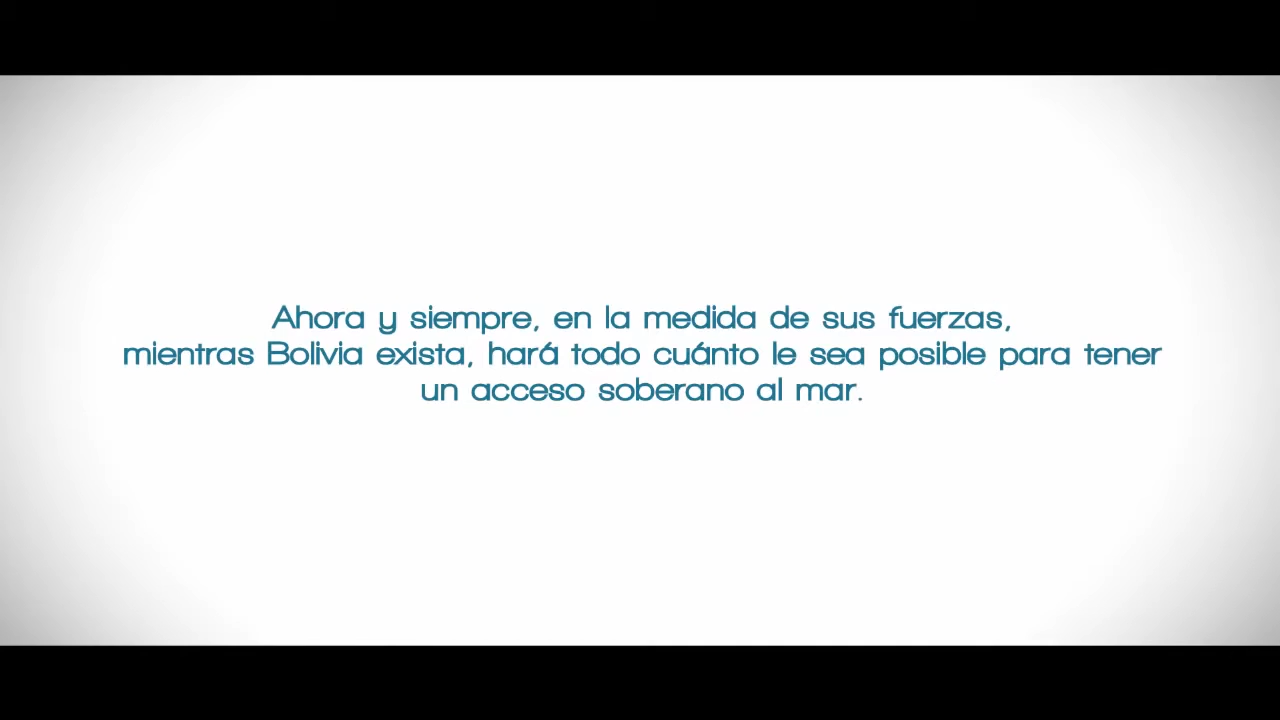 Ahora y siempre, en la medida de sus fuerzas,
mientras Bolivia exista, hará todo cuánto le sea posible para tener
un acceso soberano al mar.